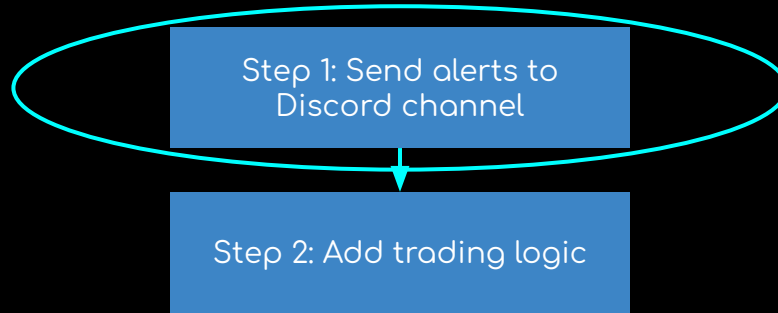 Step 1: Send alerts to
Discord channel
Step 2: Add trading logic